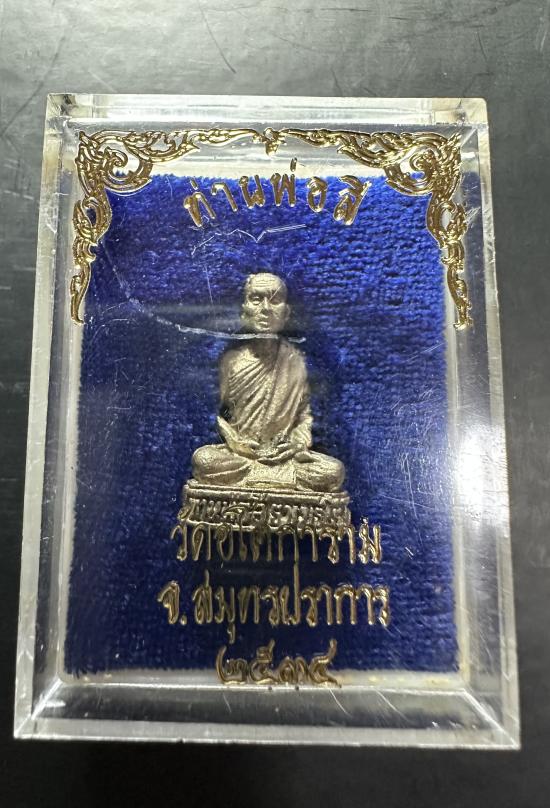 ท่านพ่อลี
วัดอโศการาม
จ.สมุทรปราการ
๒๕๓๔